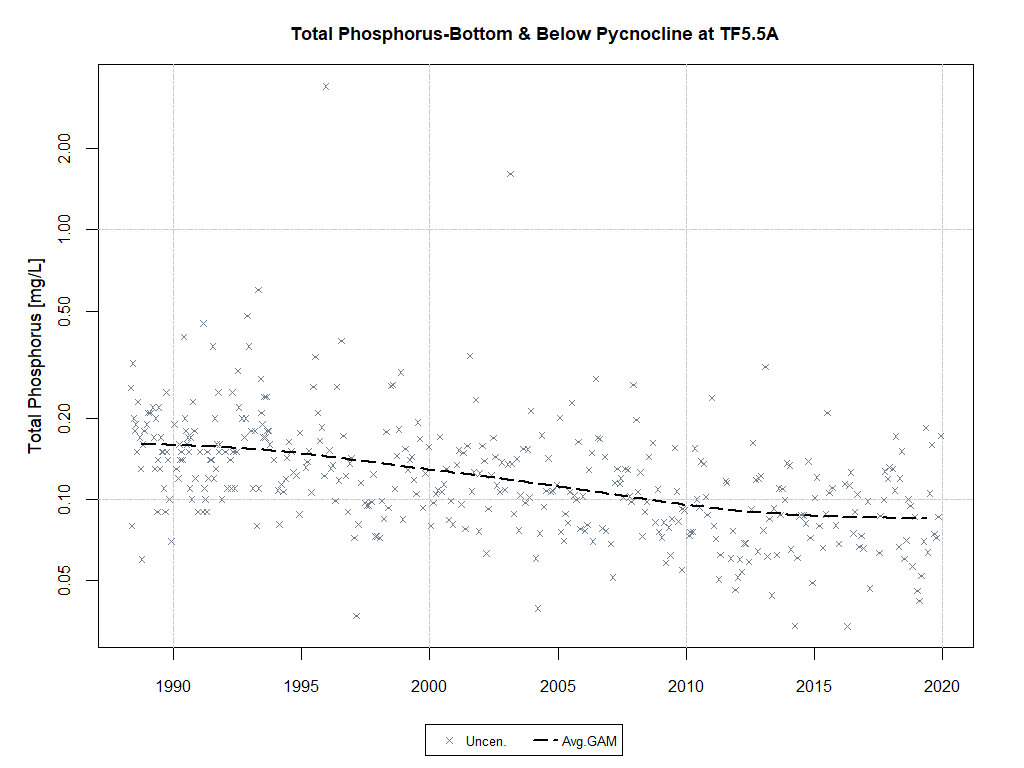 Total Phosphorus-Bottom & Below Pycnocline at TF5.5A
Total Phosphorus [mg/L]
2.00
1.00
0.50
0.20
0.10
0.05
1990 1995 2000 2005 2010 2015 2020
Uncen. Avg.GAM